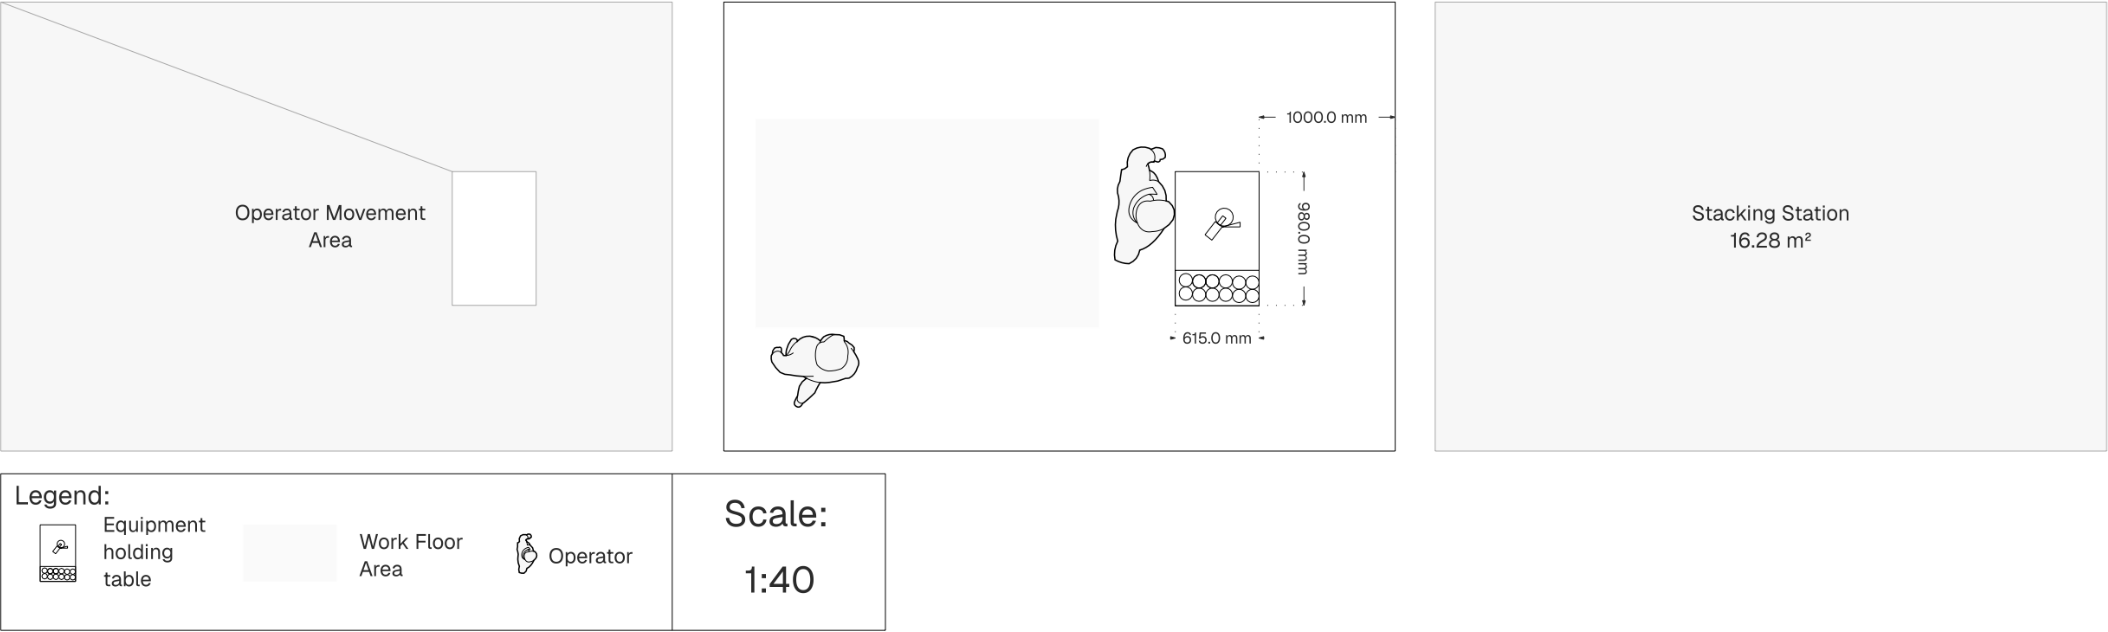 Operator Movement
Area
1000.0 mm
980.0 mm
615.0 mm
Stacking Station
16.28 m²
Legend:
Equipment
holding
table
Work Floor
Area
Operator
Scale:
1:40